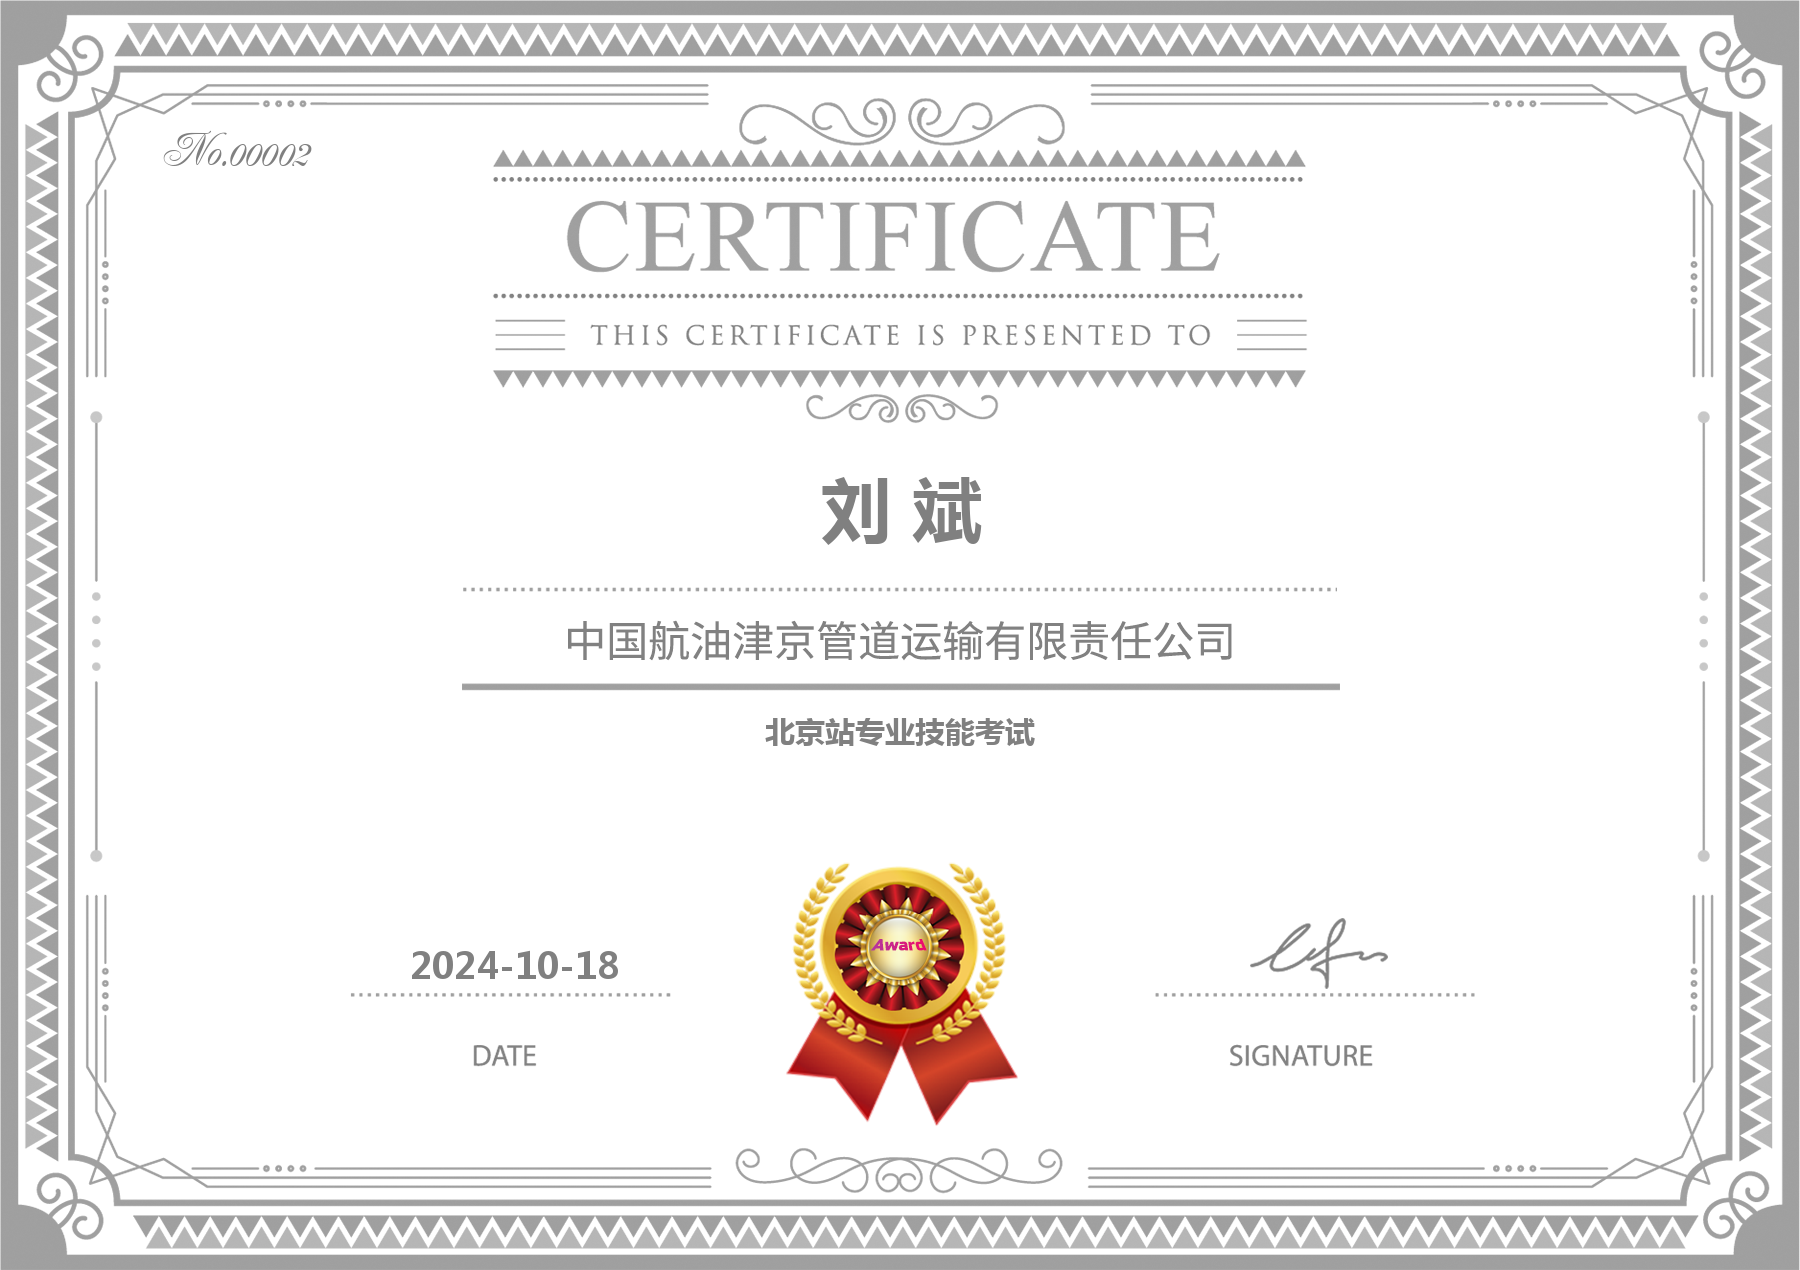 No.00002
CERTIFICATE
THIS CERTIFICATE IS PRESENTED TO
刘 斌
中国航油津京管道运输有限责任公司
北京站专业技能考试
Award
2024-10-18
DATE
SIGNATURE